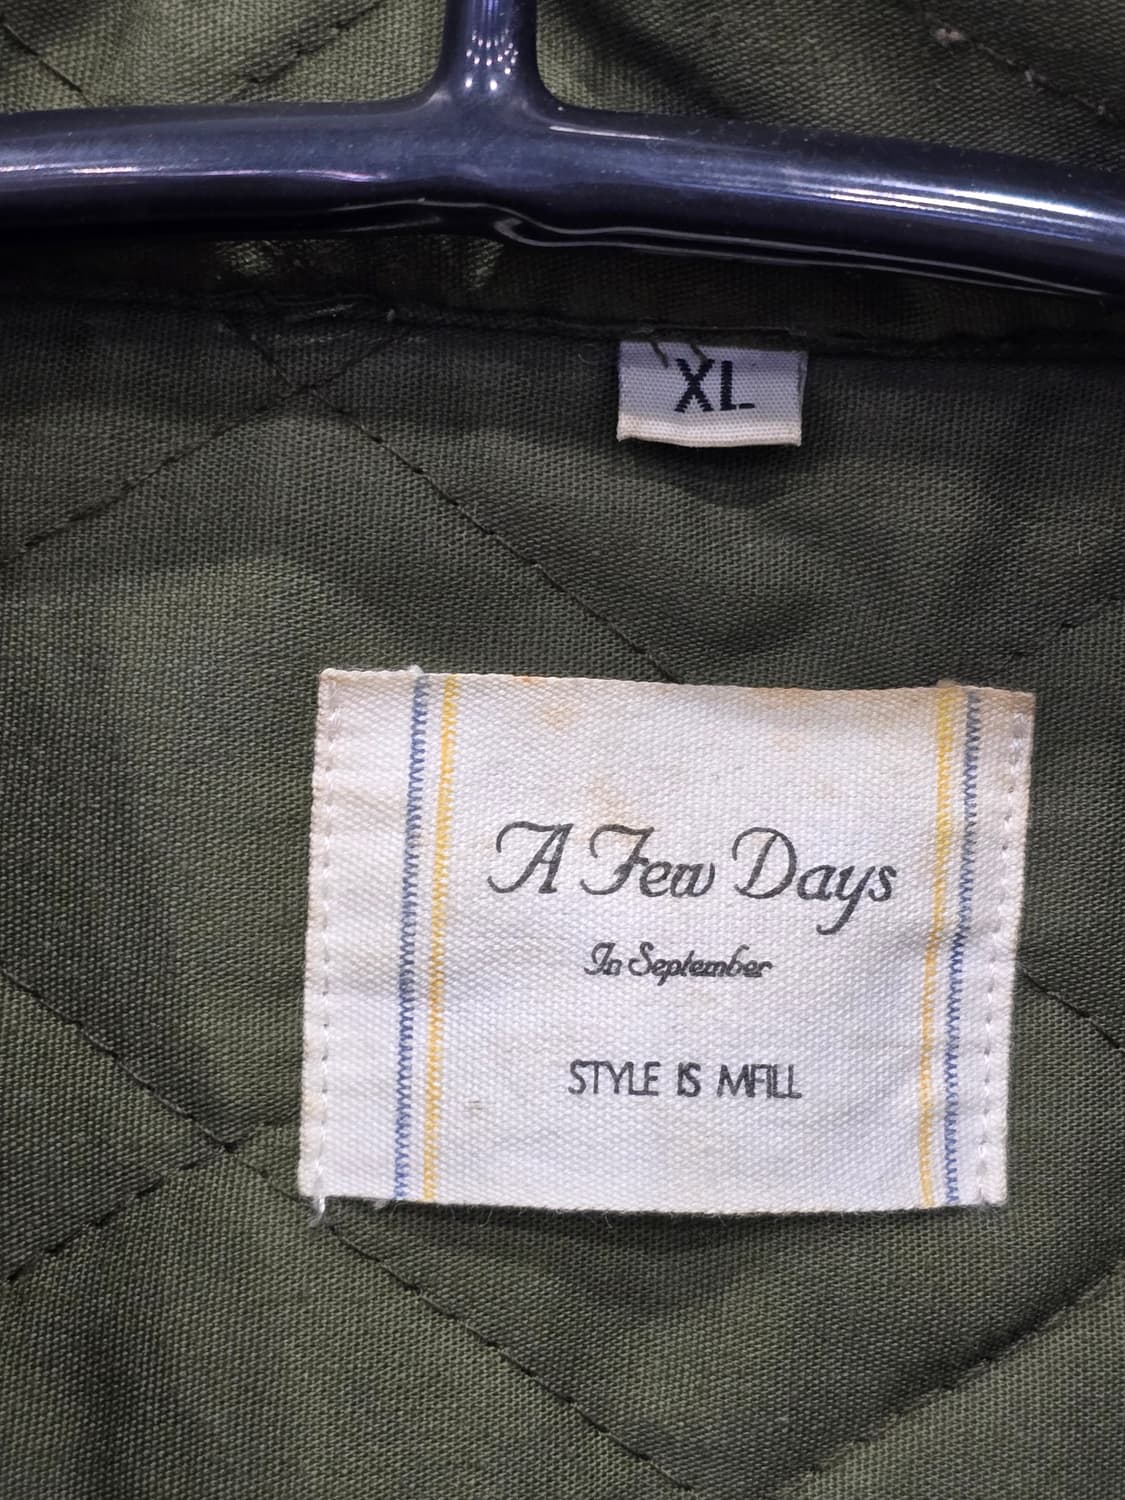 XL
A Few Days
In September
STYLE IS MFILL